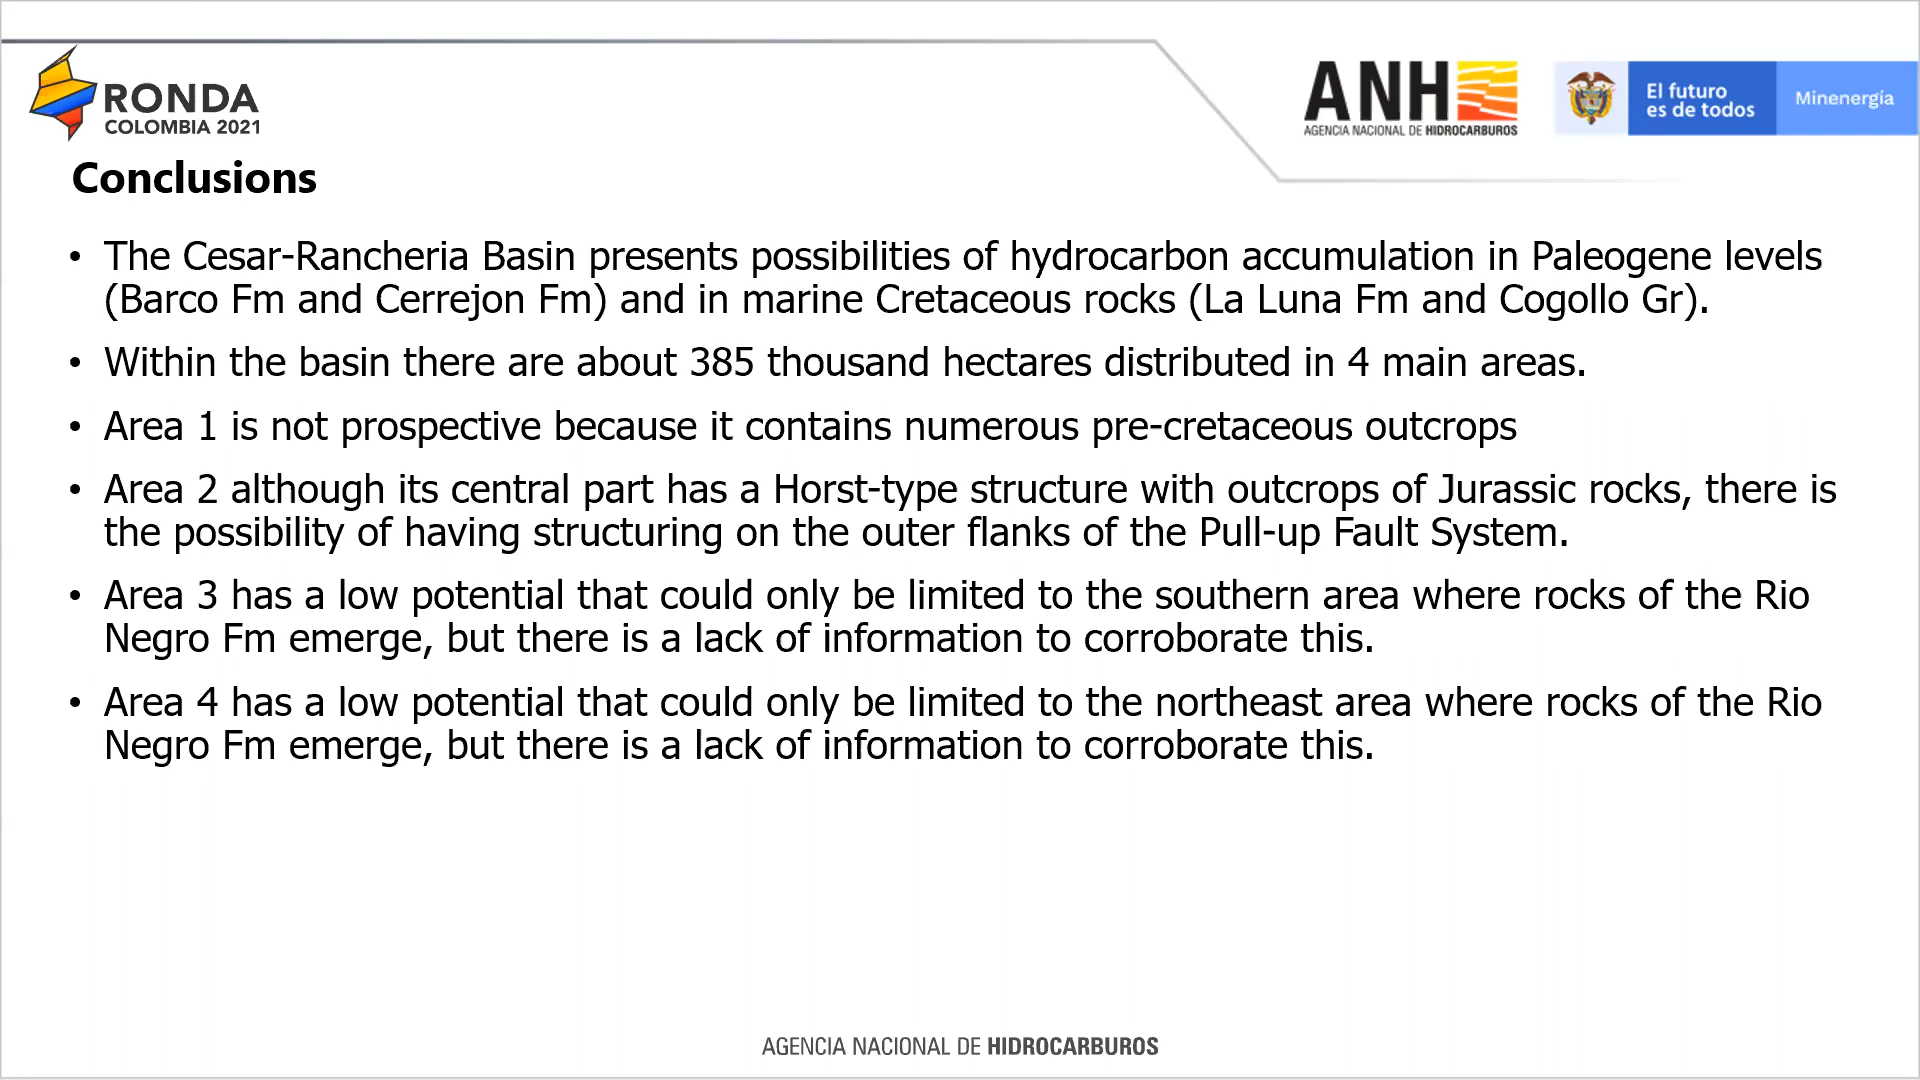 RONDA
COLOMBIA 2021
ANH
AGENCIA NACIONAL DE HIDROCARBUROS
El futuro
es de todos
Minenergía
Conclusions
• The Cesar-Rancheria Basin presents possibilities of hydrocarbon accumulation in Paleogene levels
(Barco Fm and Cerrejon Fm) and in marine Cretaceous rocks (La Luna Fm and Cogollo Gr).
• Within the basin there are about 385 thousand hectares distributed in 4 main areas.
• Area 1 is not prospective because it contains numerous pre-cretaceous outcrops
• Area 2 although its central part has a Horst-type structure with outcrops of Jurassic rocks, there is
the possibility of having structuring on the outer flanks of the Pull-up Fault System.
• Area 3 has a low potential that could only be limited to the southern area where rocks of the Rio
Negro Fm emerge, but there is a lack of information to corroborate this.
• Area 4 has a low potential that could only be limited to the northeast area where rocks of the Rio
Negro Fm emerge, but there is a lack of information to corroborate this.
AGENCIA NACIONAL DE HIDROCARBUROS